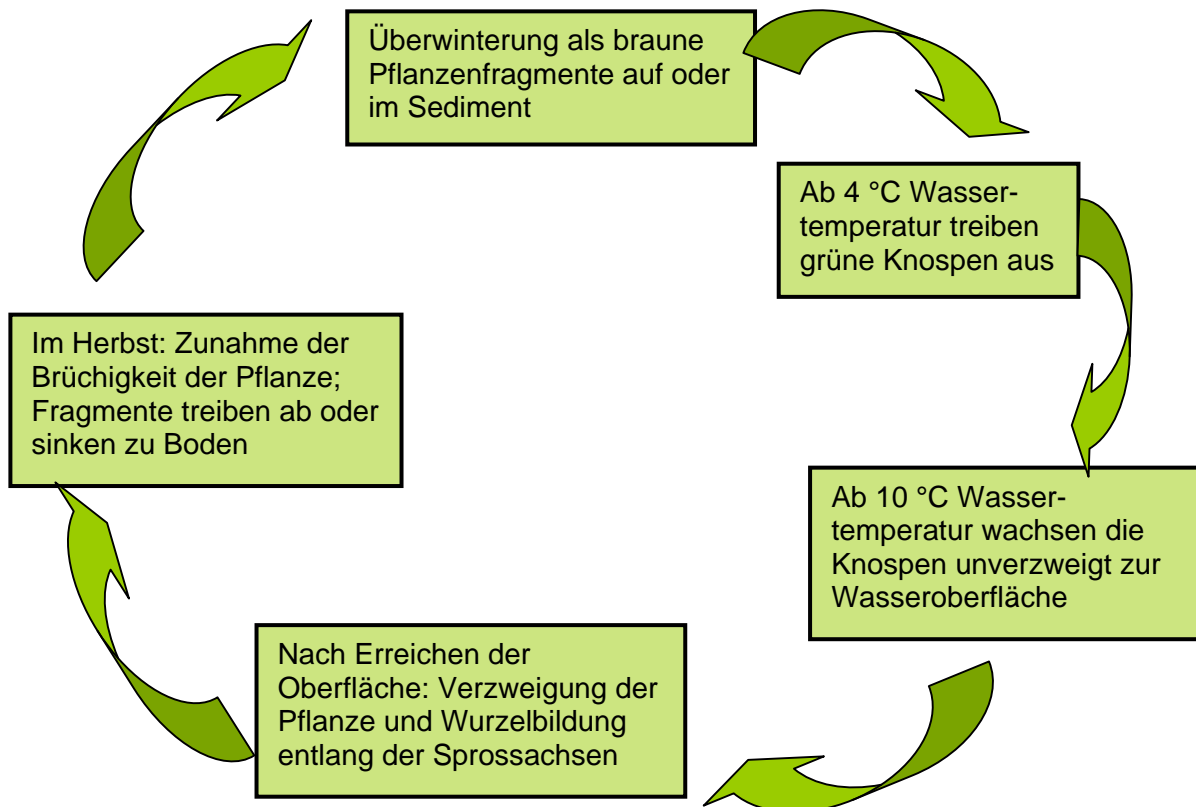 Überwinterung als braune
Pflanzenfragmente auf oder
im Sediment
Ab 4 °C Wasser-
temperatur treiben
grüne Knospen aus
Ab 10 °C Wasser-
temperatur wachsen die
Knospen unverzweigt zur
Wasseroberfläche
Nach Erreichen der
Oberfläche: Verzweigung der
Pflanze und Wurzelbildung
entlang der Sprossachsen
Im Herbst: Zunahme der
Brüchigkeit der Pflanze;
Fragmente treiben ab oder
sinken zu Boden